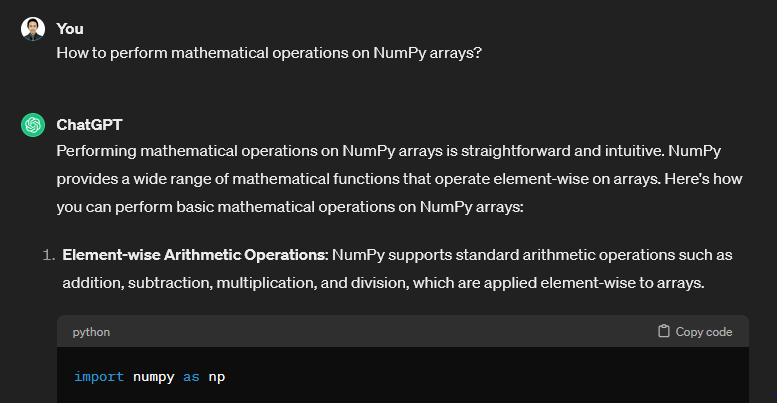 You
How to perform mathematical operations on NumPy arrays?
ChatGPT
Performing mathematical operations on NumPy arrays is straightforward and intuitive. NumPy
provides a wide range of mathematical functions that operate element-wise on arrays. Here's how
you can perform basic mathematical operations on NumPy arrays:
1. Element-wise Arithmetic Operations: NumPy supports standard arithmetic operations such as
addition, subtraction, multiplication, and division, which are applied element-wise to arrays.
python Copy code
import numpy as np